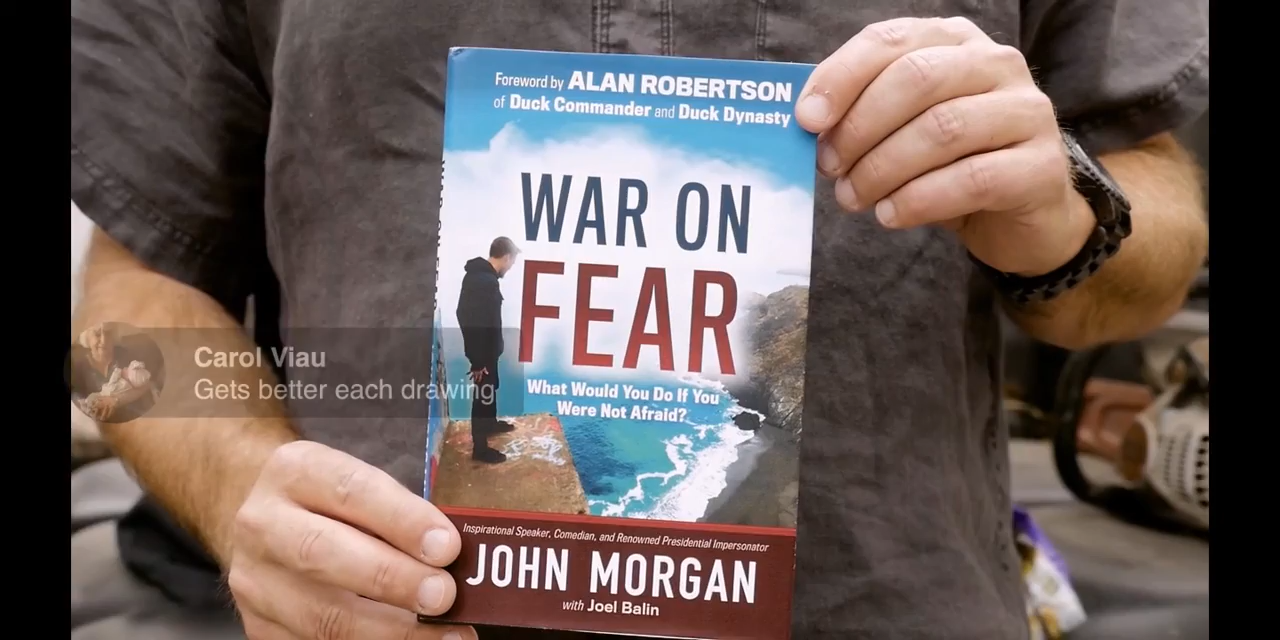 Foreword by ALAN ROBERTSON
of Duck Commander and Duck Dynasty
WAR ON
FEAR
What Would You Do If You
Were Not Afraid?
Inspirational Speaker, Comedian, and Renowned Presidential Impersonator
JOHN MORGAN
with Joel Balin
Carol Viau
Gets better each drawing